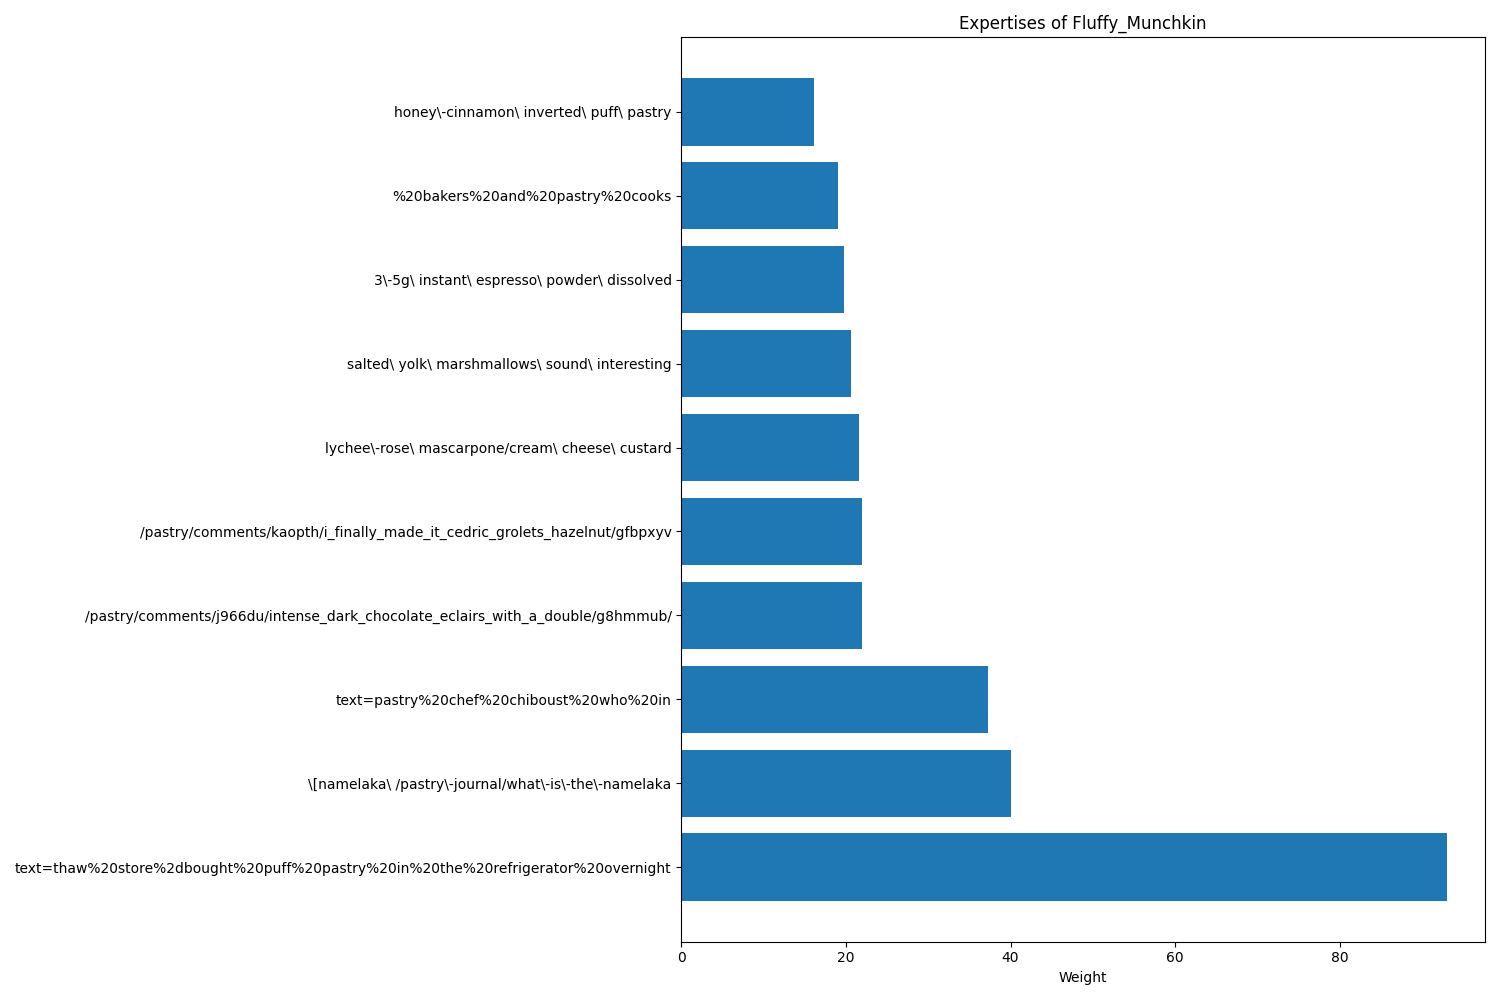 Expertises of Fluffy_Munchkin
honey\-cinnamon\ inverted\ puff\ pastry
%20bakers%20and%20pastry%20cooks
3\-5g\ instant\ espresso\ powder\ dissolved
salted\ yolk\ marshmallows\ sound\ interesting
lychee\-rose\ mascarpone/cream\ cheese\ custard
/pastry/comments/kaopth/i_finally_made_it_cedric_grolets_hazelnut/gfbpxyv
/pastry/comments/j966du/intense_dark_chocolate_eclairs_with_a_double/g8hmmub/
text=pastry%20chef%20chiboust%20who%20in
\[namelaka\ /pastry\-journal/what\-is\-the\-namelaka
text=thaw%20store%2dbought%20puff%20pastry%20in%20the%20refrigerator%20overnight
0 20 40 60 80
Weight